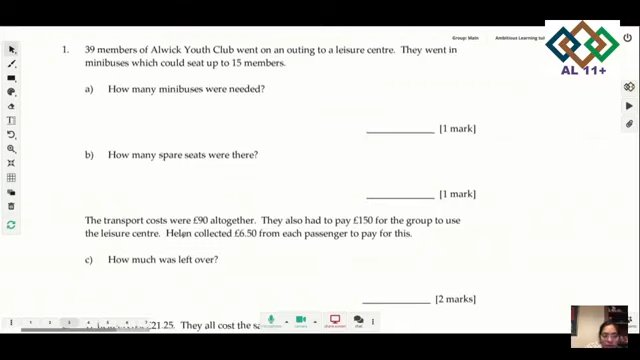 Group: Main
AL 11+
1. 39 members of Alwick Youth Club went on an outing to a leisure centre. They went in
minibuses which could seat up to 15 members.
a) How many minibuses were needed?
[1 mark]
b) How many spare seats were there?
[1 mark]
The transport costs were £90 altogether. They also had to pay £150 for the group to use
the leisure centre. Helen collected £6.50 from each passenger to pay for this.
c) How much was left over?
[2 marks]
£21.25. They all cost the sa